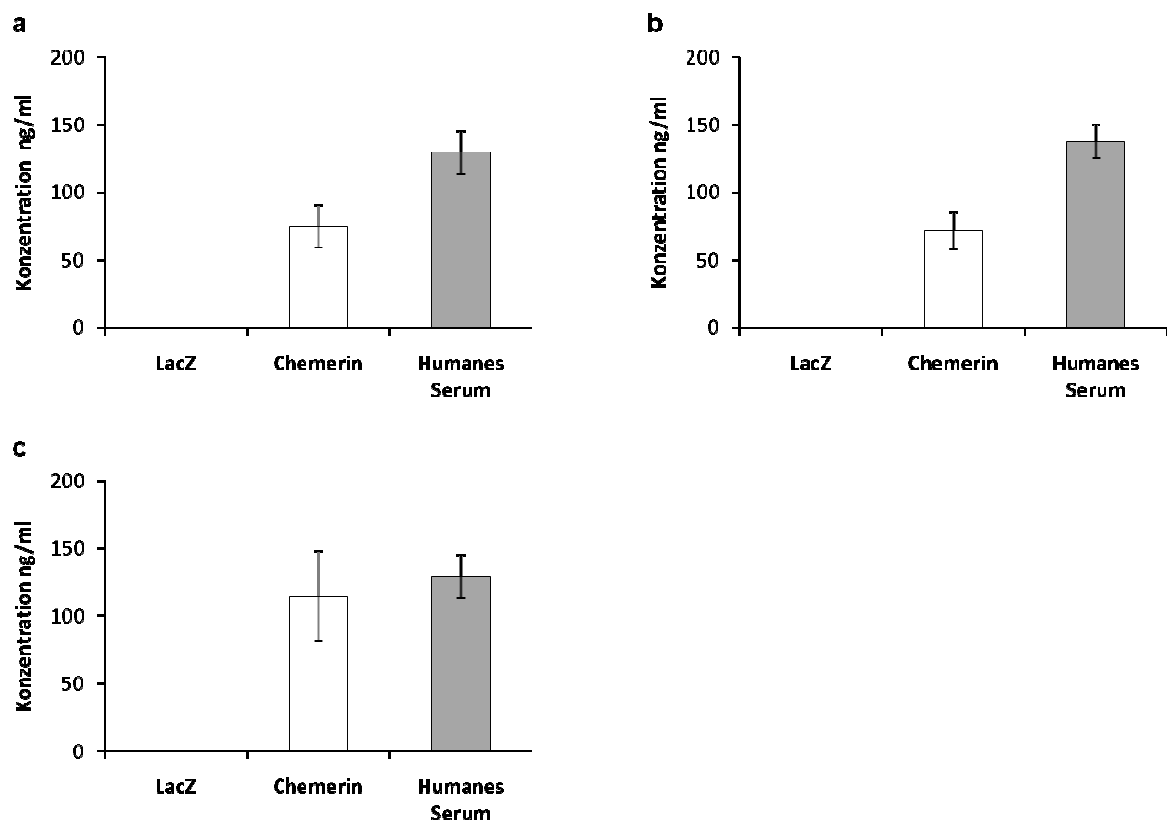 a
Konzentration ng/ml
200
150
100
50
0
LacZ
Chemerin
Humanes
Serum
b
Konzentration ng/ml
200
150
100
50
0
LacZ
Chemerin
Humanes
Serum
c
Konzentration ng/ml
200
150
100
50
0
LacZ
Chemerin
Humanes
Serum